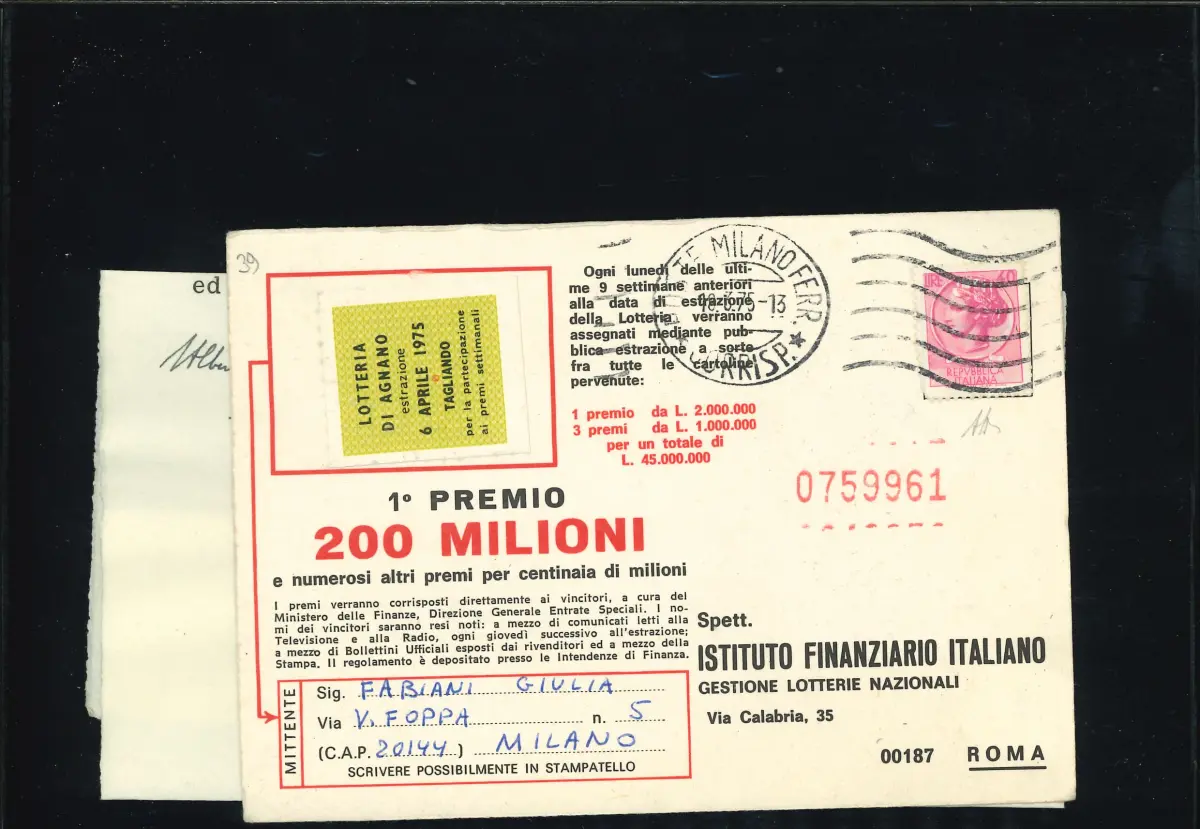 39
ed
LOTTERIA
DI AGNANO
estrazione
6 APRILE 1975
TAGLIANDO
per la partecipazione
ai premi settimanali
Ogni lunedì delle ulti-
me 9 settimane anteriori
alla data di estrazione
della Lotteria verranno
assegnati mediante pub-
blica estrazione a sorte
fra tutte le cartoline
pervenute:
MILANO FERR.
CORRISP.
3.75-13
LIRE
REPVBBLICA
ITALIANA
1 premio da L. 2.000.000
3 premi da L. 1.000.000
per un totale di
L. 45.000.000
0759961
1º PREMIO
200 MILIONI
e numerosi altri premi per centinaia di milioni
I premi verranno corrisposti direttamente ai vincitori, a cura del
Ministero delle Finanze, Direzione Generale Entrate Speciali. I no-
mi dei vincitori saranno resi noti: a mezzo di comunicati letti alla
Televisione e alla Radio, ogni giovedì successivo all'estrazione;
a mezzo di Bollettini Ufficiali esposti dai rivenditori ed a mezzo della
Stampa. Il regolamento è depositato presso le Intendenze di Finanza.
MITTENTE
Sig. FABIANI GIULIA
Via V. FOPPA n. 5
(C.A.P. 20144) MILANO
SCRIVERE POSSIBILMENTE IN STAMPATELLO
Spett.
ISTITUTO FINANZIARIO ITALIANO
GESTIONE LOTTERIE NAZIONALI
Via Calabria, 35
00187 ROMA